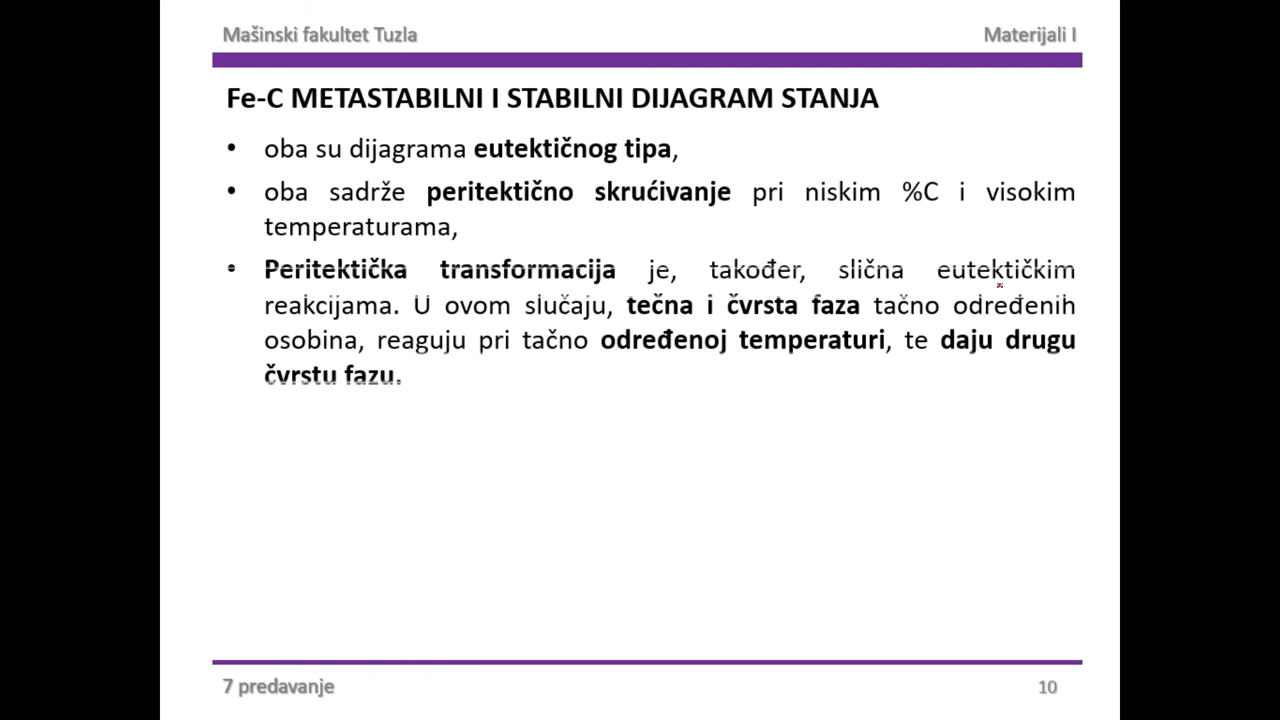 Mašinski fakultet Tuzla
Materijali I
Fe-C METASTABILNI I STABILNI DIJAGRAM STANJA
• oba su dijagrama eutektičnog tipa,
• oba sadrže peritektično skrućivanje pri niskim %C i visokim
temperaturama,
• Peritektička transformacija je, također, slična eutektičkim
reakcijama. U ovom slučaju, tečna i čvrsta faza tačno određenih
osobina, reaguju pri tačno određenoj temperaturi, te daju drugu
čvrstu fazu.
7 predavanje
10